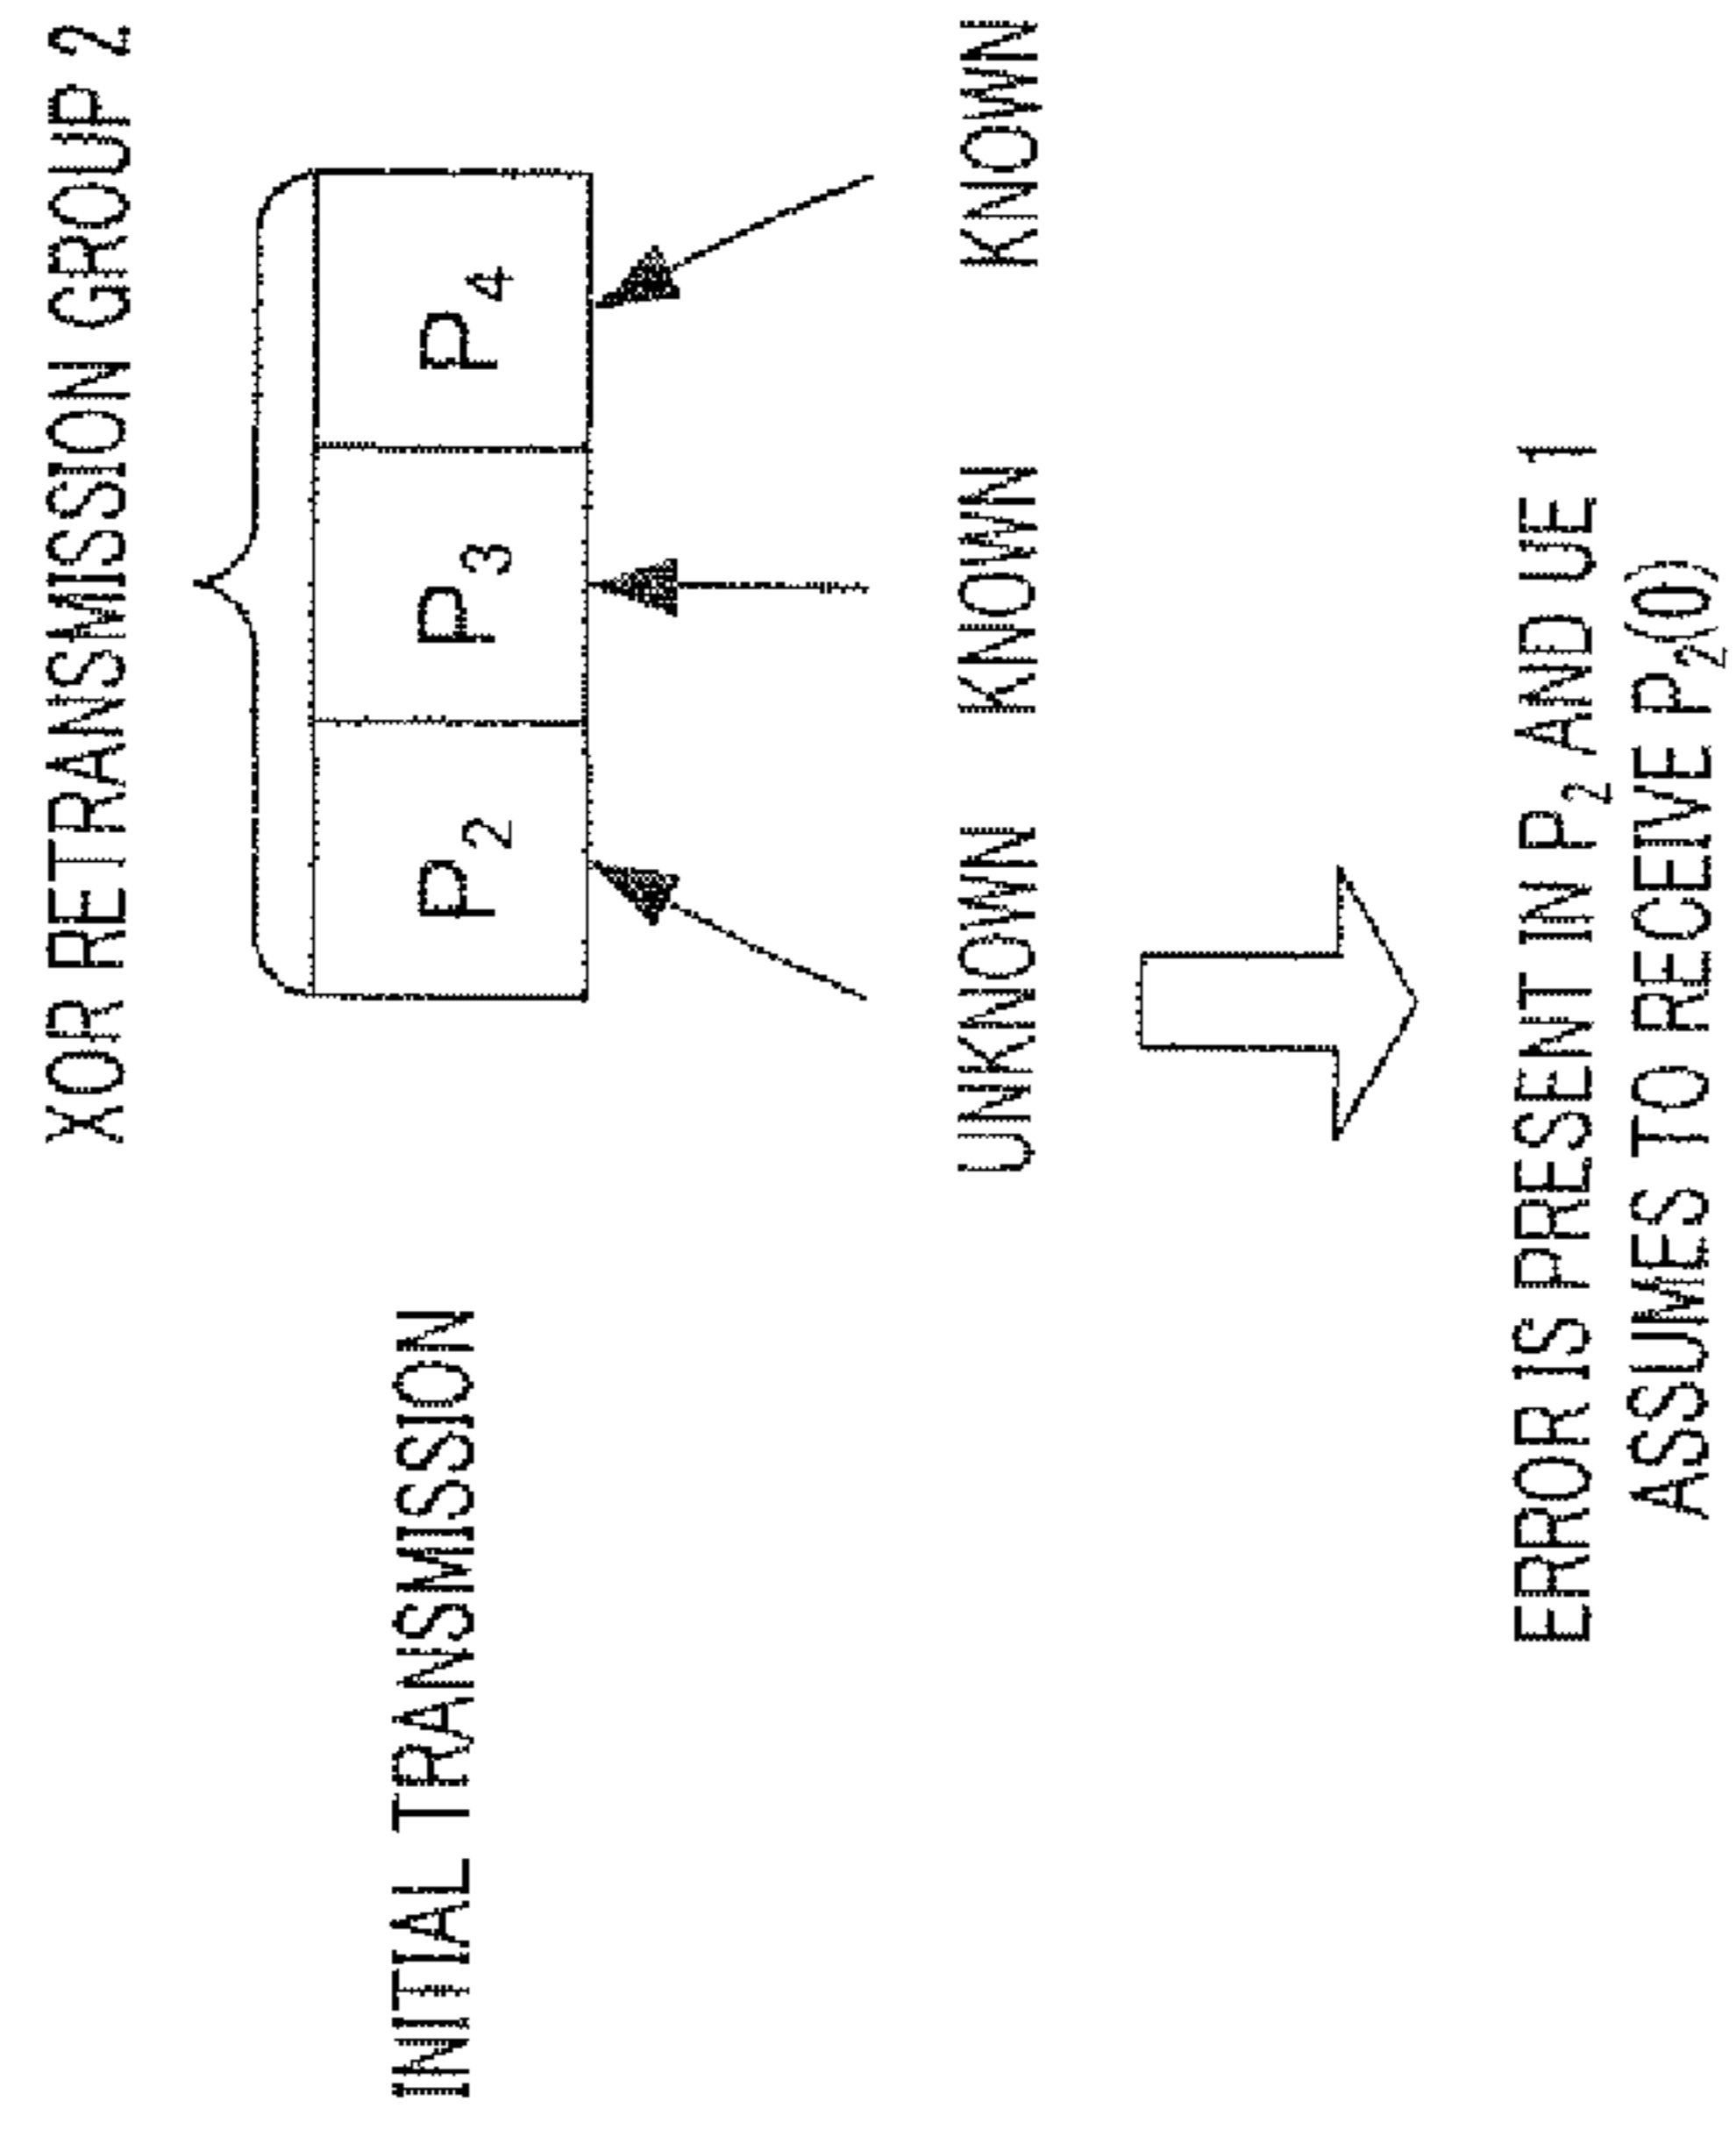 XOR RETRANSMISSION GROUP 2
INITIAL TRANSMISSION
P2 P3 P4
UNKNOWN KNOWN KNOWN
ERROR IS PRESENT IN P2 AND UE 1
ASSUMES TO RECEIVE P2(0)